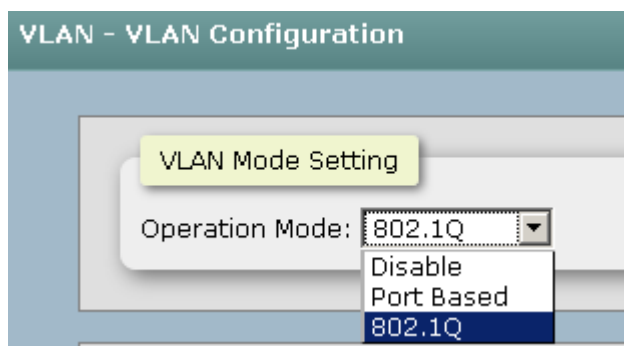 VLAN - VLAN Configuration
VLAN Mode Setting
Operation Mode: 802.1Q
Disable
Port Based
802.1Q